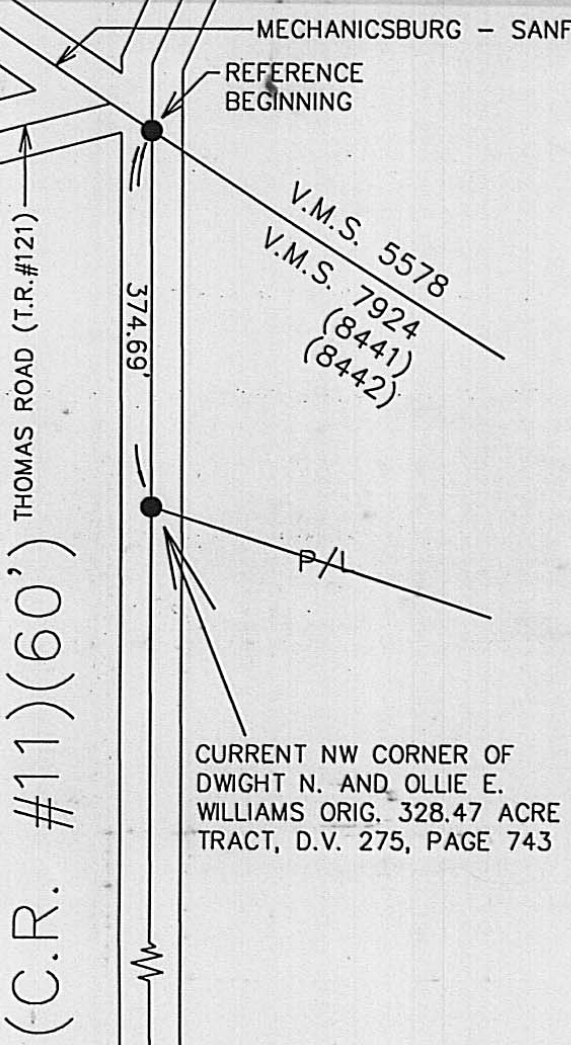 MECHANICSBURG - SANF
REFERENCE
BEGINNING
V.M.S. 5578
V.M.S. 7924
(8441)
(8442)
THOMAS ROAD (T.R.#121)
374.69'
P/L
(C.R. #11)(60')
CURRENT NW CORNER OF
DWIGHT N. AND OLLIE E.
WILLIAMS ORIG. 328.47 ACRE
TRACT, D.V. 275, PAGE 743